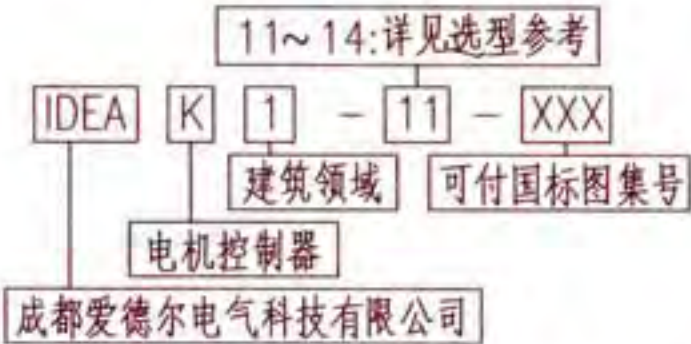 11~14:详见选型参考
IDEA K 1 - 11 - XXX
建筑领域 可付国标图集号
电机控制器
成都爱德尔电气科技有限公司